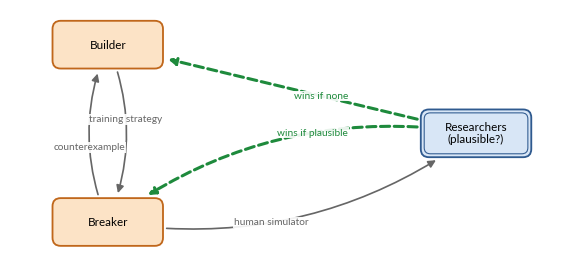 Builder
wins if none
training strategy
Researchers
(plausible?)
wins if plausible
counterexample
Breaker
human simulator